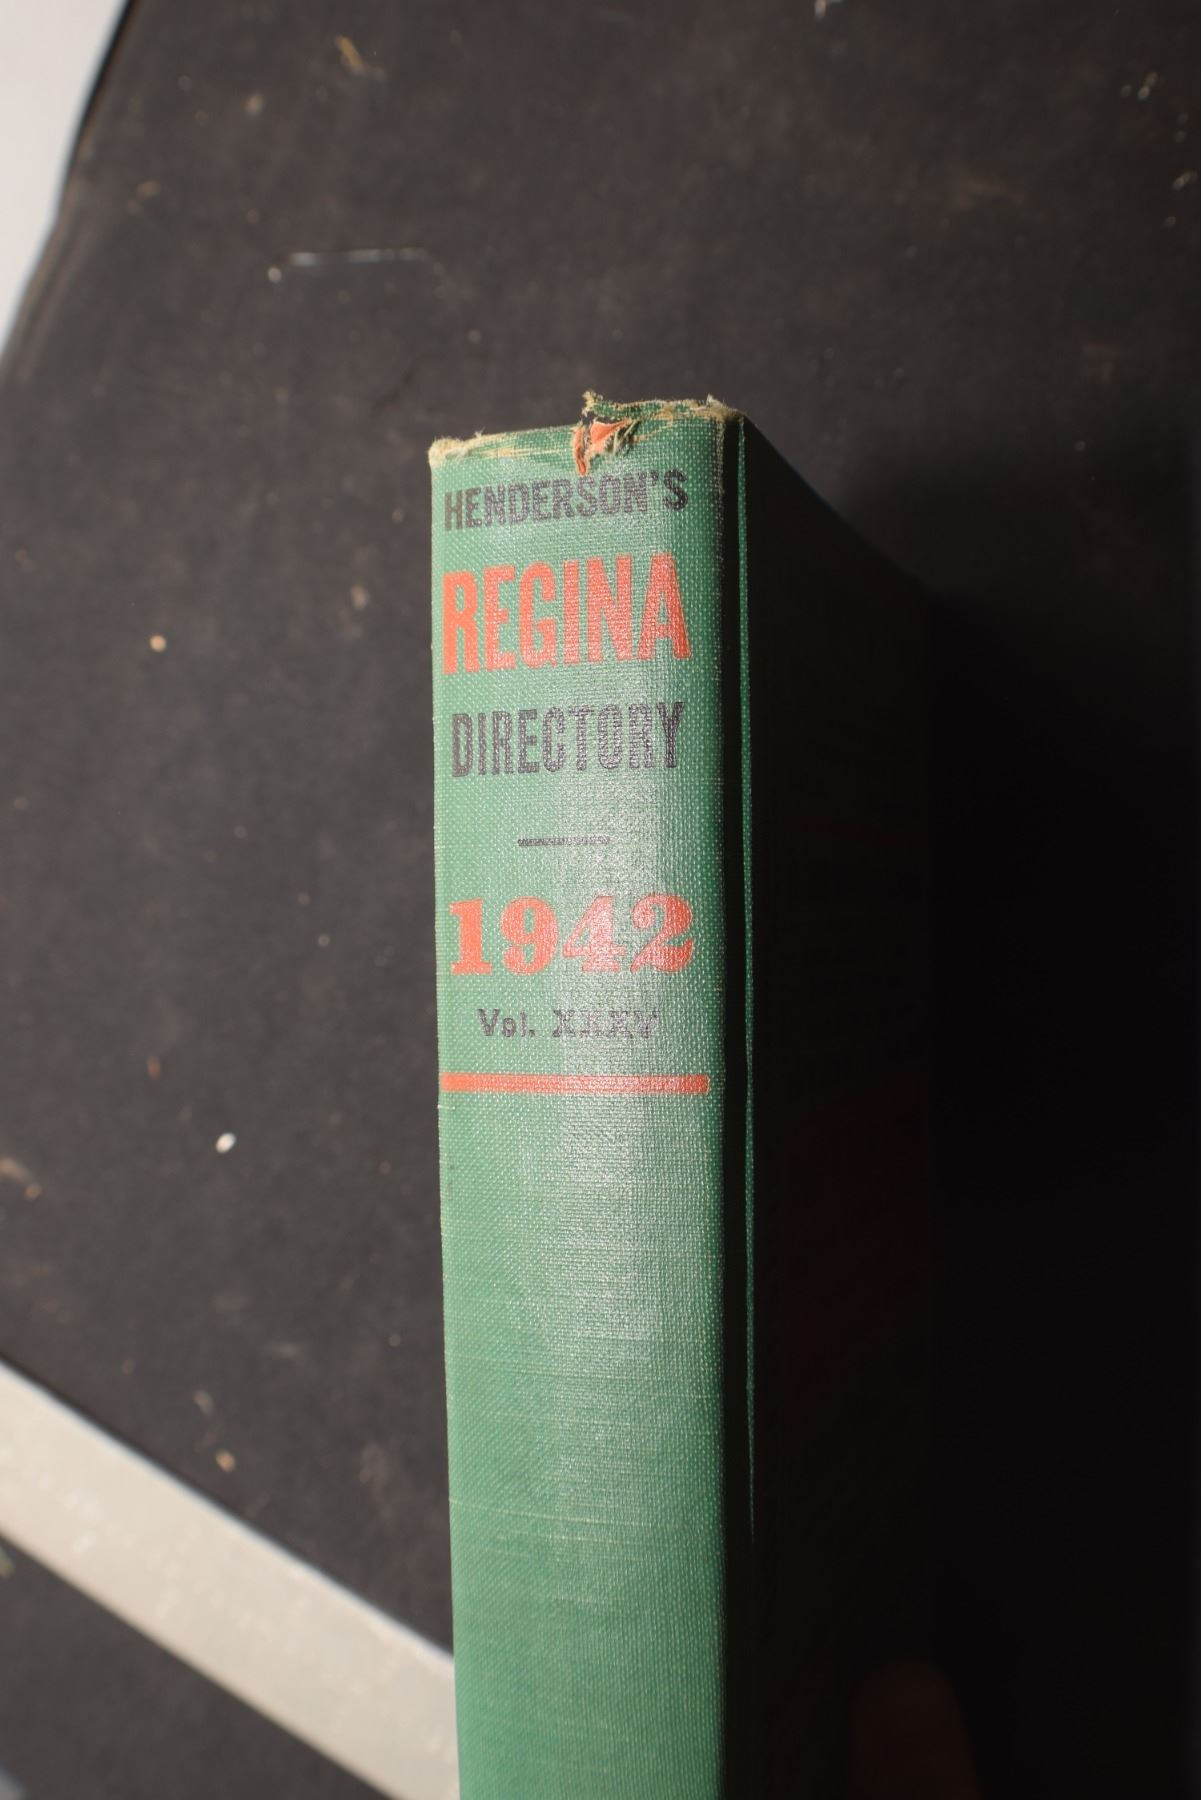 HENDERSON'S
REGINA
DIRECTORY
1942
Vol. XXXV